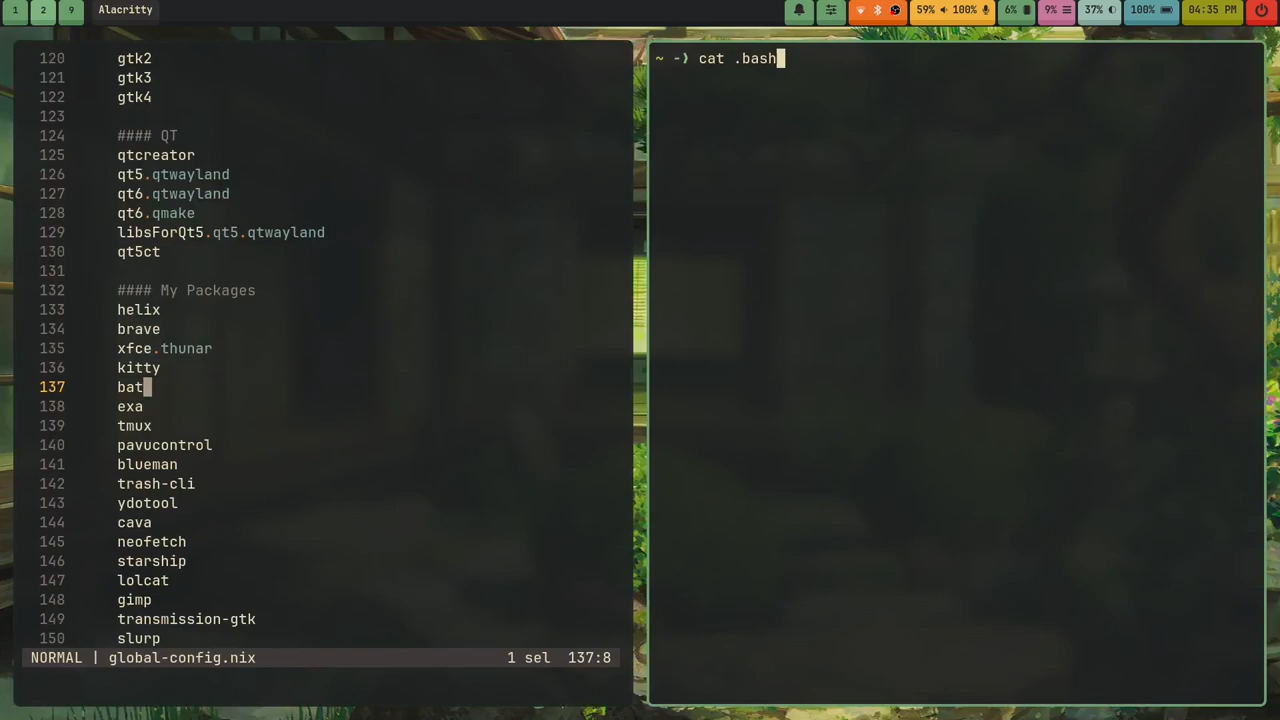 1 2 9 Alacritty 59% 100% 6% 9% 37% 100% 04:35 PM
120 gtk2
121 gtk3
122 gtk4
123
124 #### QT
125 qtcreator
126 qt5.qtwayland
127 qt6.qtwayland
128 qt6.qmake
129 libsForQt5.qt5.qtwayland
130 qt5ct
131
132 #### My Packages
133 helix
134 brave
135 xfce.thunar
136 kitty
137 bat
138 exa
139 tmux
140 pavucontrol
141 blueman
142 trash-cli
143 ydotool
144 cava
145 neofetch
146 starship
147 lolcat
148 gimp
149 transmission-gtk
150 slurp
NORMAL | global-config.nix 1 sel 137:8
~ -❯ cat .bash